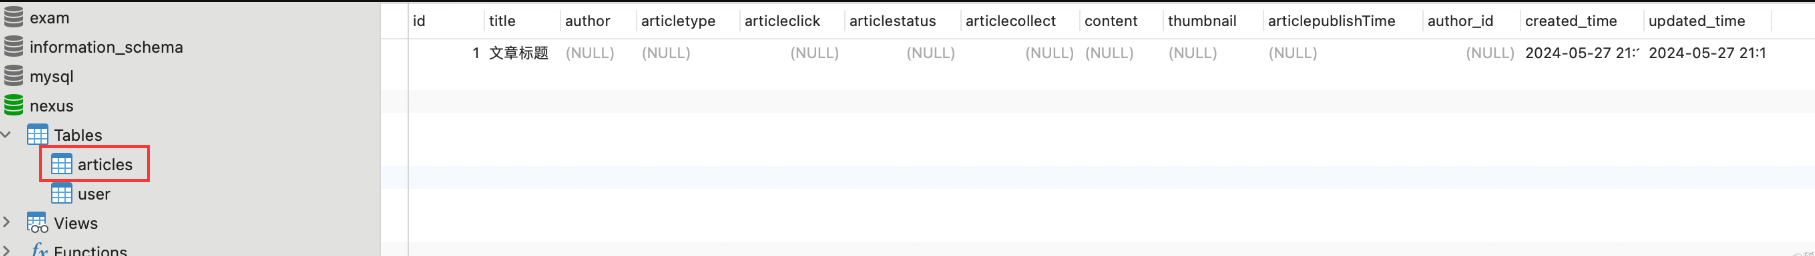 exam
information_schema
mysql
nexus
Tables
articles
user
Views
fx Functions
id title author articletype articleclick articlestatus articlecollect content thumbnail articlepublishTime author_id created_time updated_time
1 文章标题 (NULL) (NULL) (NULL) (NULL) (NULL) (NULL) (NULL) (NULL) (NULL) 2024-05-27 21: 2024-05-27 21:1